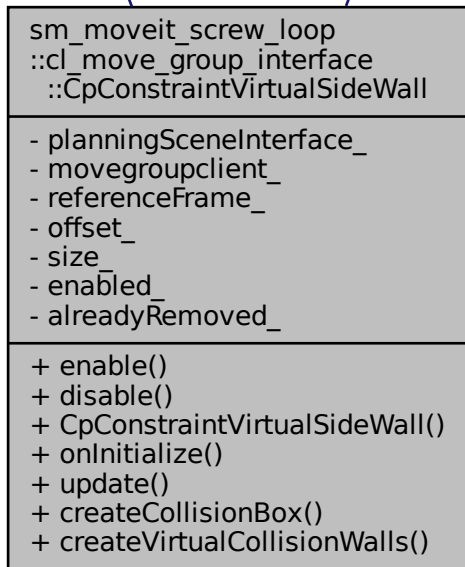 sm_moveit_screw_loop
::cl_move_group_interface
::CpConstraintVirtualSideWall
- planningSceneInterface_
- movegroupclient_
- referenceFrame_
- offset_
- size_
- enabled_
- alreadyRemoved_
+ enable()
+ disable()
+ CpConstraintVirtualSideWall()
+ onInitialize()
+ update()
+ createCollisionBox()
+ createVirtualCollisionWalls()